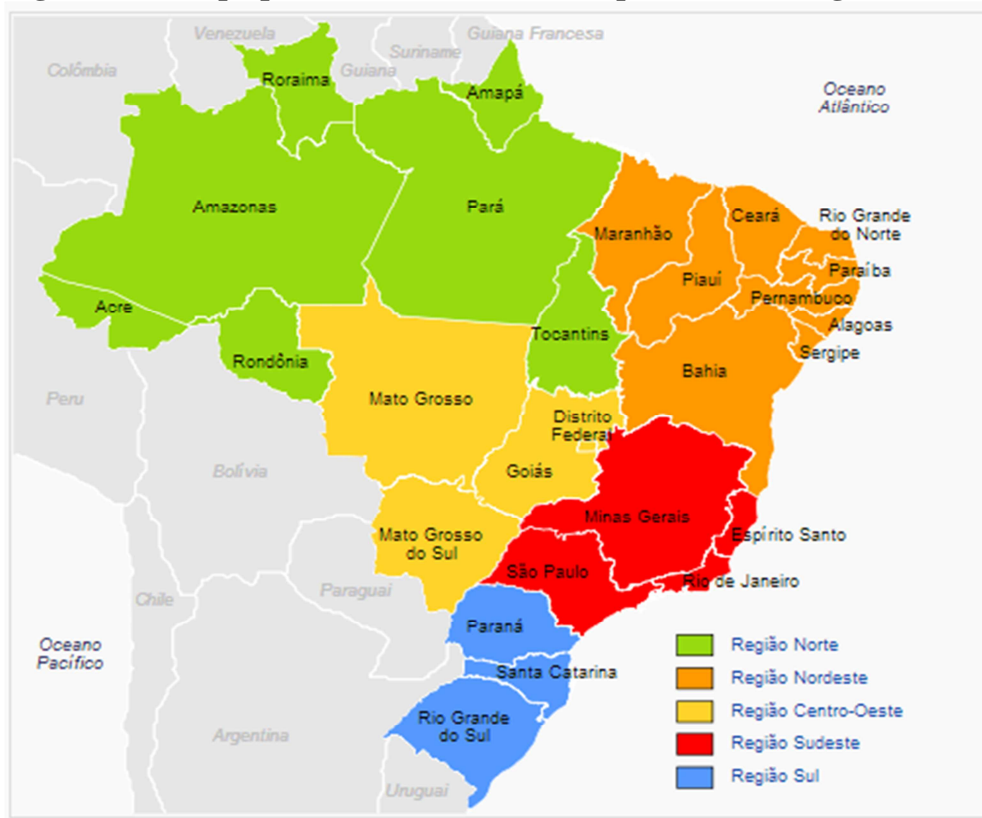 Venezuela
Guiana Francesa
Suriname
Colômbia
Guiana
Roraima
Amapá
Oceano
Atlântico
Amazonas
Pará
Ceará
Rio Grande
do Norte
Maranhão
Paraíba
Piauí
Pernambuco
Acre
Alagoas
Tocantins
Sergipe
Rondônia
Bahia
Peru
Mato Grosso
Distrito
Federal
Bolívia
Goiás
Minas Gerais
Mato Grosso
do Sul
Espírito Santo
São Paulo
Rio de Janeiro
Paraguai
Chile
Paraná
Oceano
Pacífico
Santa Catarina
Rio Grande
do Sul
Argentina
Uruguai
Região Norte
Região Nordeste
Região Centro-Oeste
Região Sudeste
Região Sul